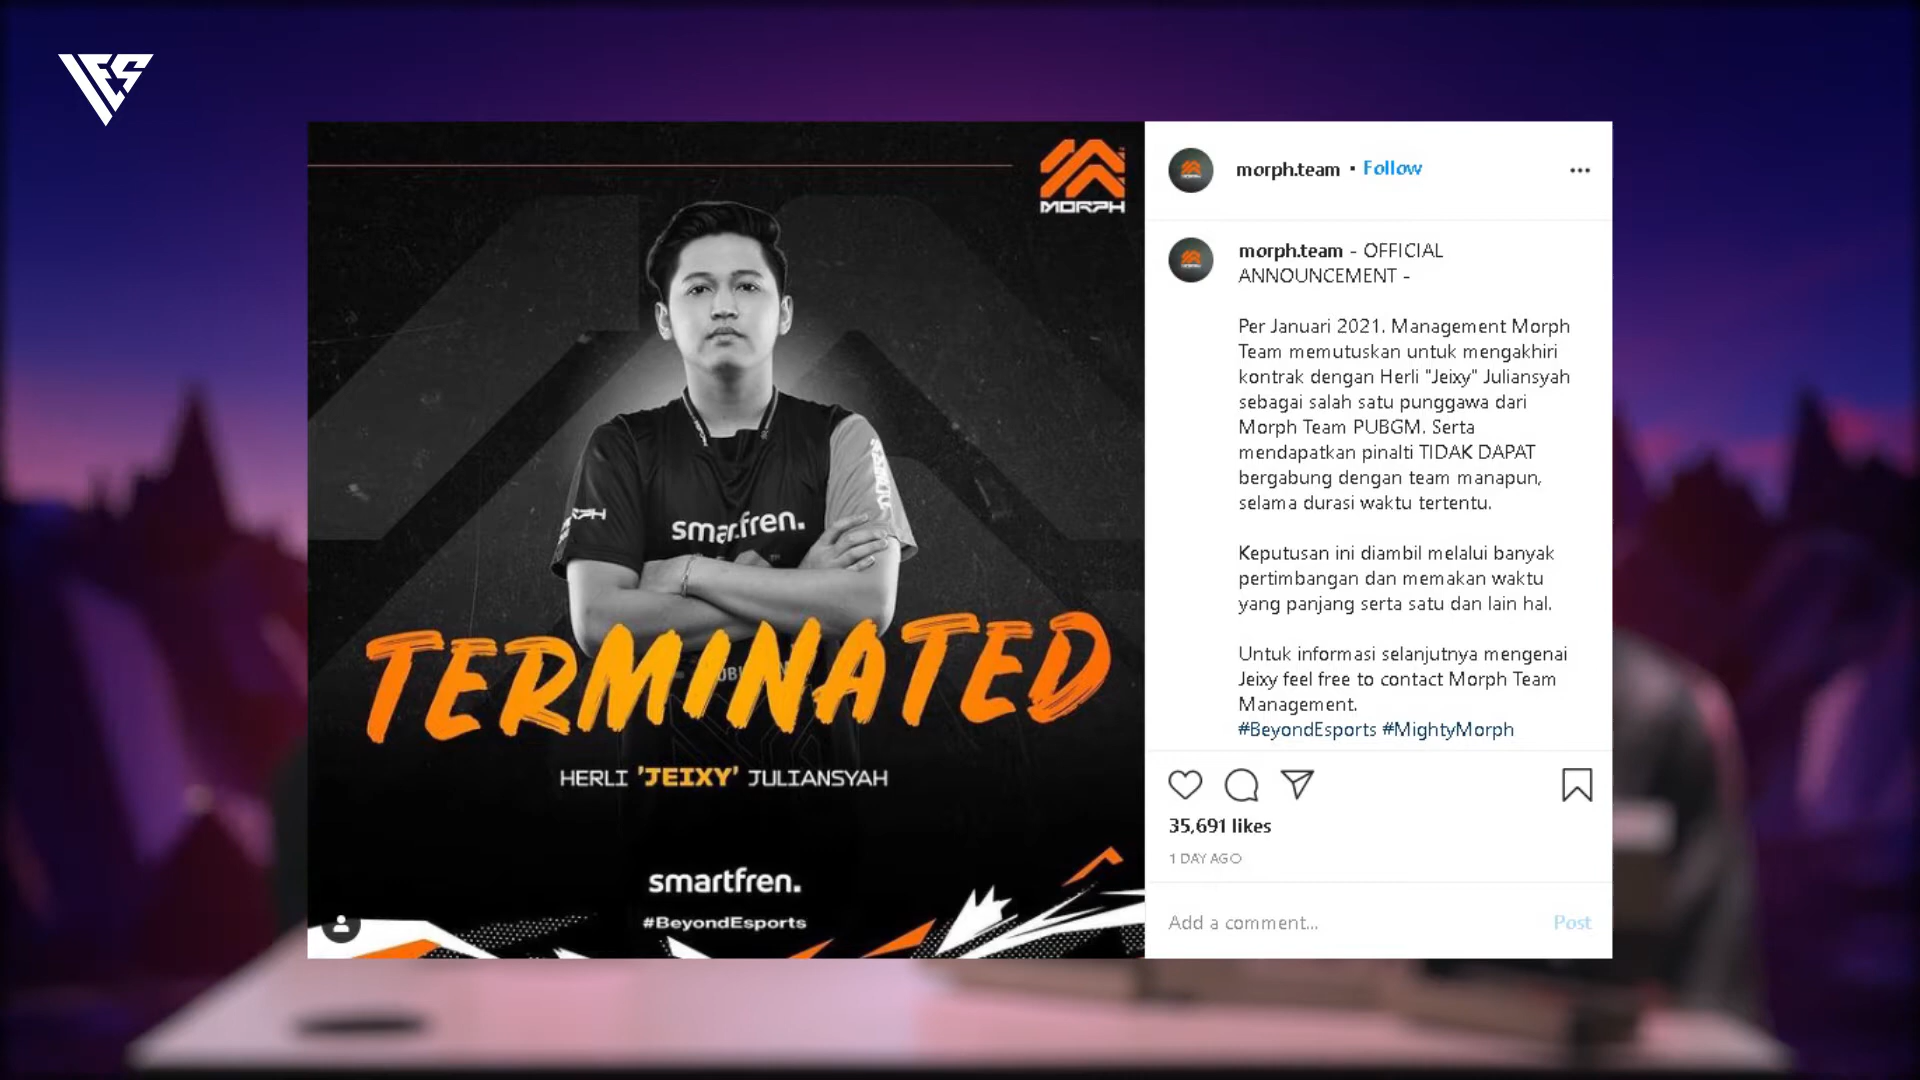 IES
MORPH
MORPH
smartfren.
TERMINATED
HERLI 'JEIXY' JULIANSYAH
smartfren.
#BeyondEsports
morph.team • Follow
morph.team - OFFICIAL
ANNOUNCEMENT -
Per Januari 2021. Management Morph
Team memutuskan untuk mengakhiri
kontrak dengan Herli "Jeixy" Juliansyah
sebagai salah satu punggawa dari
Morph Team PUBGM. Serta
mendapatkan pinalti TIDAK DAPAT
bergabung dengan team manapun,
selama durasi waktu tertentu.
Keputusan ini diambil melalui banyak
pertimbangan dan memakan waktu
yang panjang serta satu dan lain hal.
Untuk informasi selanjutnya mengenai
Jeixy feel free to contact Morph Team
Management.
#BeyondEsports #MightyMorph
35,691 likes
1 DAY AGO
Add a comment...
Post